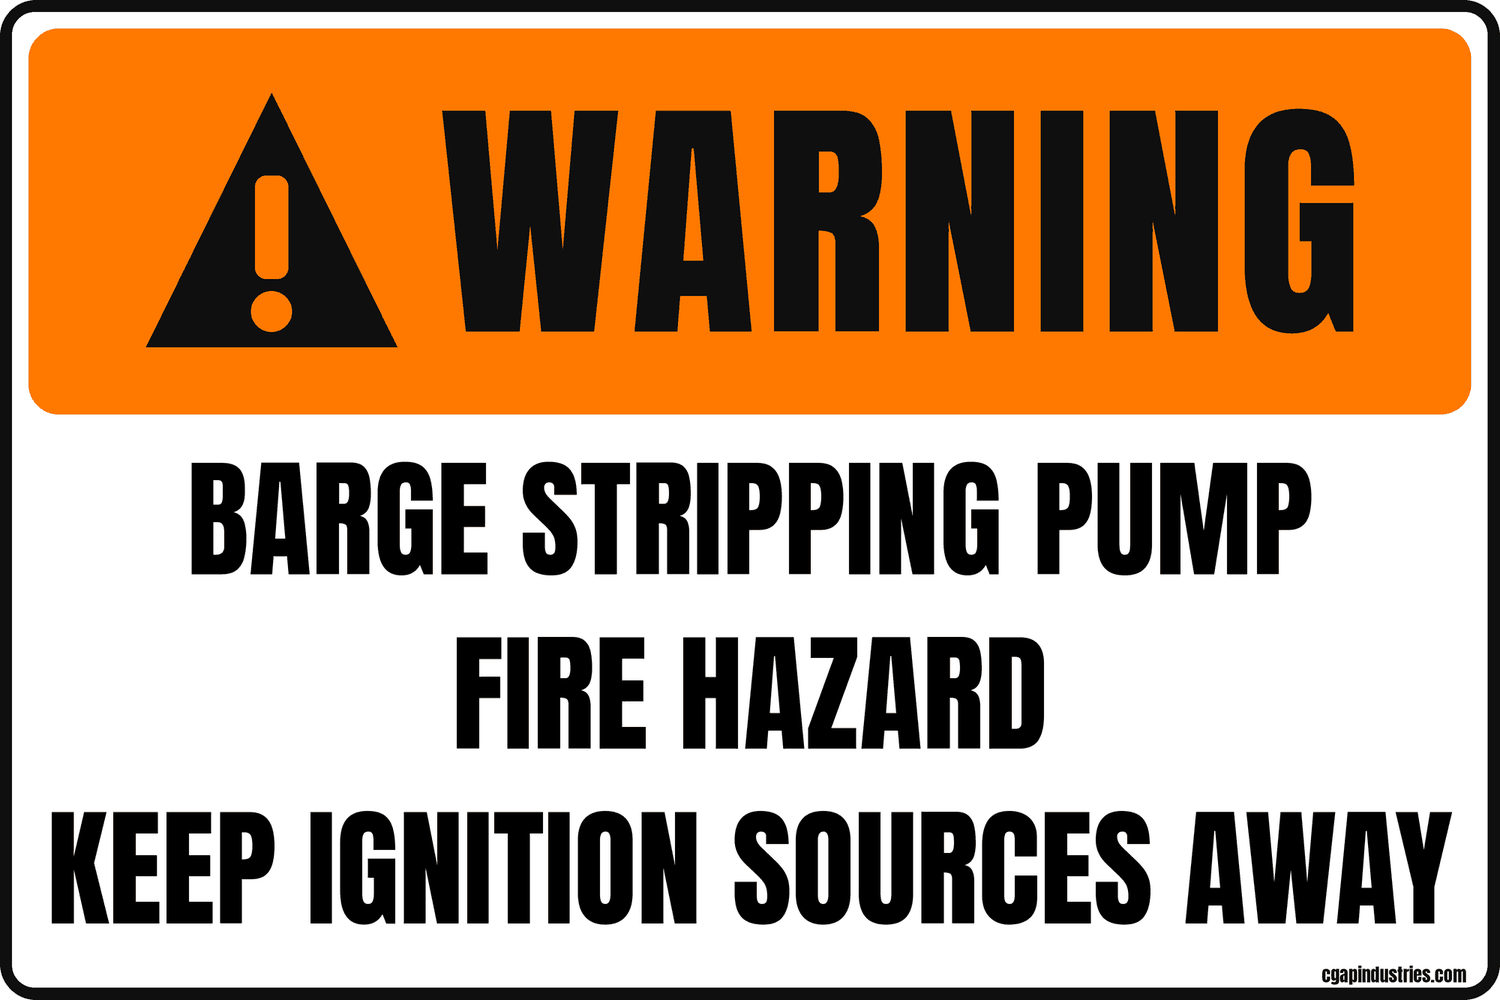 WARNING
BARGE STRIPPING PUMP
FIRE HAZARD
KEEP IGNITION SOURCES AWAY
cgapindustries.com